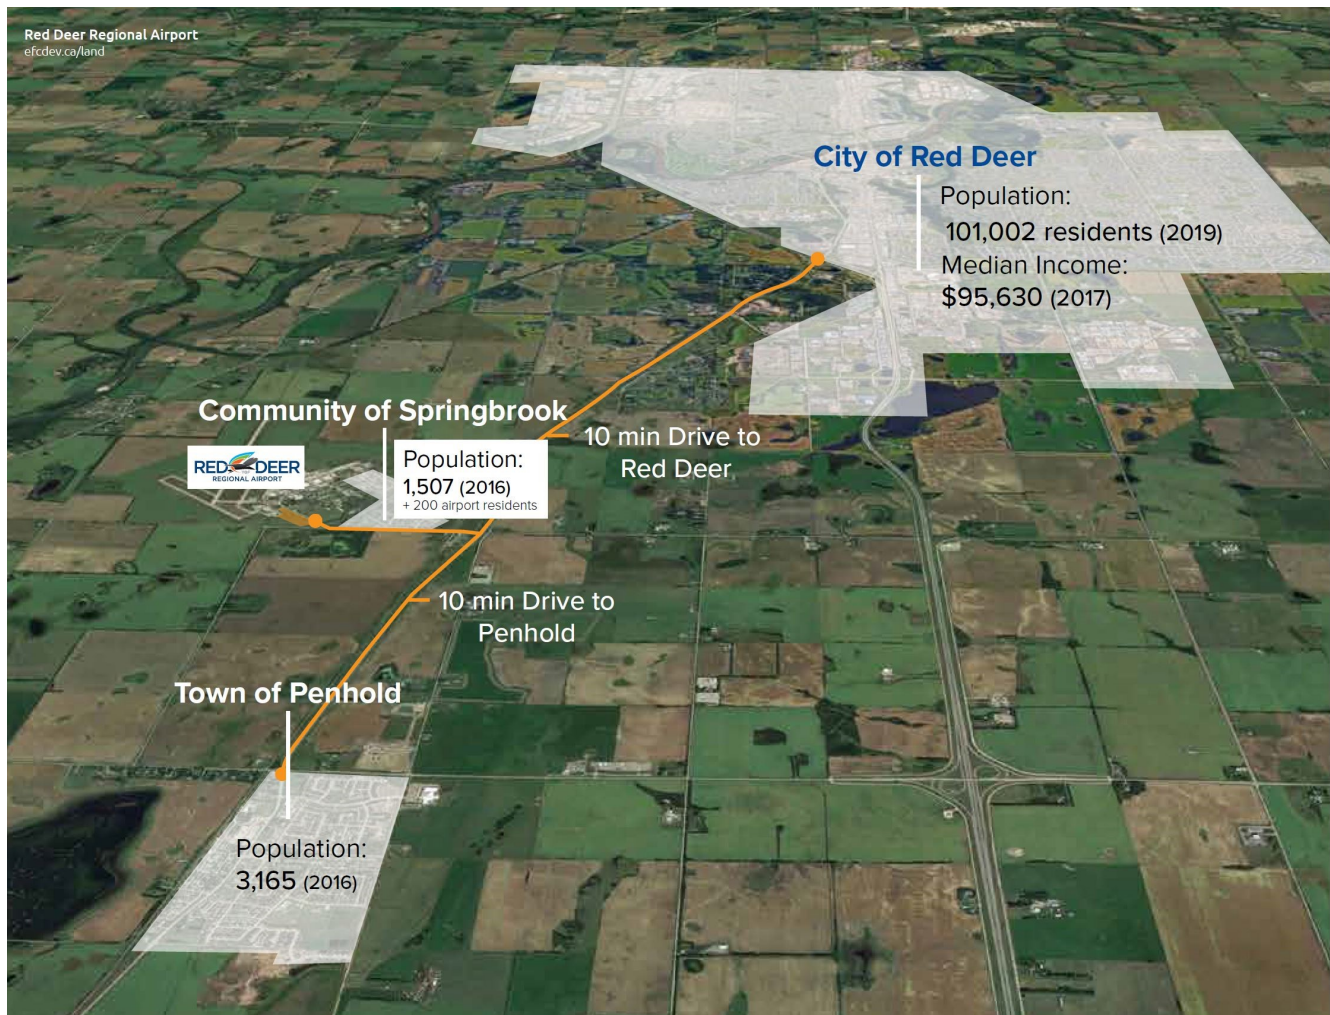 Red Deer Regional Airport
efcdev.ca/land
City of Red Deer
Population:
101,002 residents (2019)
Median Income:
$95,630 (2017)
Community of Springbrook
RED DEER
REGIONAL AIRPORT
Population:
1,507 (2016)
+ 200 airport residents
10 min Drive to
Red Deer
10 min Drive to
Penhold
Town of Penhold
Population:
3,165 (2016)